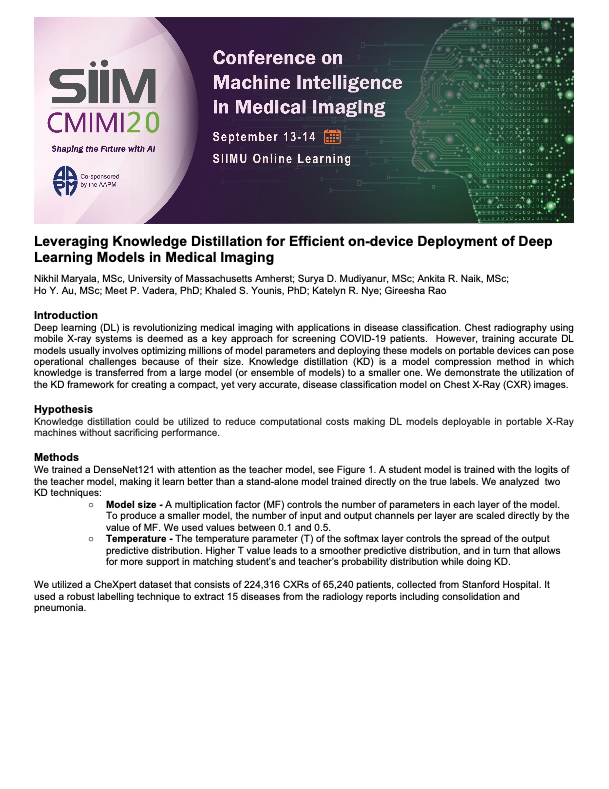 SiiM
CMIMI20
Shaping the Future with AI
AAPM
Co-sponsored
by the AAPM
Conference on
Machine Intelligence
in Medical Imaging
September 13-14
SIIMU Online Learning
Leveraging Knowledge Distillation for Efficient on-device Deployment of Deep
Learning Models in Medical Imaging
Nikhil Maryala, MSc, University of Massachusetts Amherst; Surya D. Mudiyanur, MSc; Ankita R. Naik, MSc;
Ho Y. Au, MSc; Meet P. Vadera, PhD; Khaled S. Younis, PhD; Katelyn R. Nye; Gireesha Rao
Introduction
Deep learning (DL) is revolutionizing medical imaging with applications in disease classification. Chest radiography using
mobile X-ray systems is deemed as a key approach for screening COVID-19 patients. However, training accurate DL
models usually involves optimizing millions of model parameters and deploying these models on portable devices can pose
operational challenges because of their size. Knowledge distillation (KD) is a model compression method in which
knowledge is transferred from a large model (or ensemble of models) to a smaller one. We demonstrate the utilization of
the KD framework for creating a compact, yet very accurate, disease classification model on Chest X-Ray (CXR) images.
Hypothesis
Knowledge distillation could be utilized to reduce computational costs making DL models deployable in portable X-Ray
machines without sacrificing performance.
Methods
We trained a DenseNet121 with attention as the teacher model, see Figure 1. A student model is trained with the logits of
the teacher model, making it learn better than a stand-alone model trained directly on the true labels. We analyzed two
KD techniques:
○ Model size - A multiplication factor (MF) controls the number of parameters in each layer of the model.
To produce a smaller model, the number of input and output channels per layer are scaled directly by the
value of MF. We used values between 0.1 and 0.5.
○ Temperature - The temperature parameter (T) of the softmax layer controls the spread of the output
predictive distribution. Higher T value leads to a smoother predictive distribution, and in turn that allows
for more support in matching student's and teacher's probability distribution while doing KD.
We utilized a CheXpert dataset that consists of 224,316 CXRs of 65,240 patients, collected from Stanford Hospital. It
used a robust labelling technique to extract 15 diseases from the radiology reports including consolidation and
pneumonia.